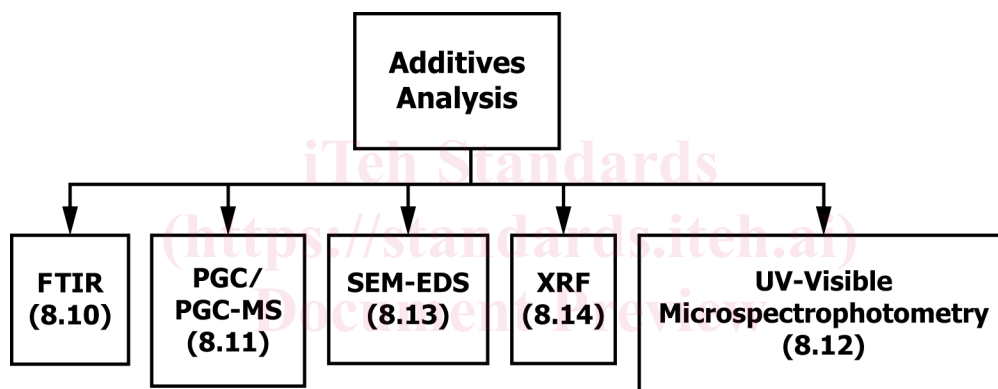 Additives
Analysis
iTeh Standards
(https://standards.iteh.ai)
Document Preview
FTIR
(8.10)
PGC/
PGC-MS
(8.11)
SEM-EDS
(8.13)
XRF
(8.14)
UV-Visible
Microspectrophotometry
(8.12)